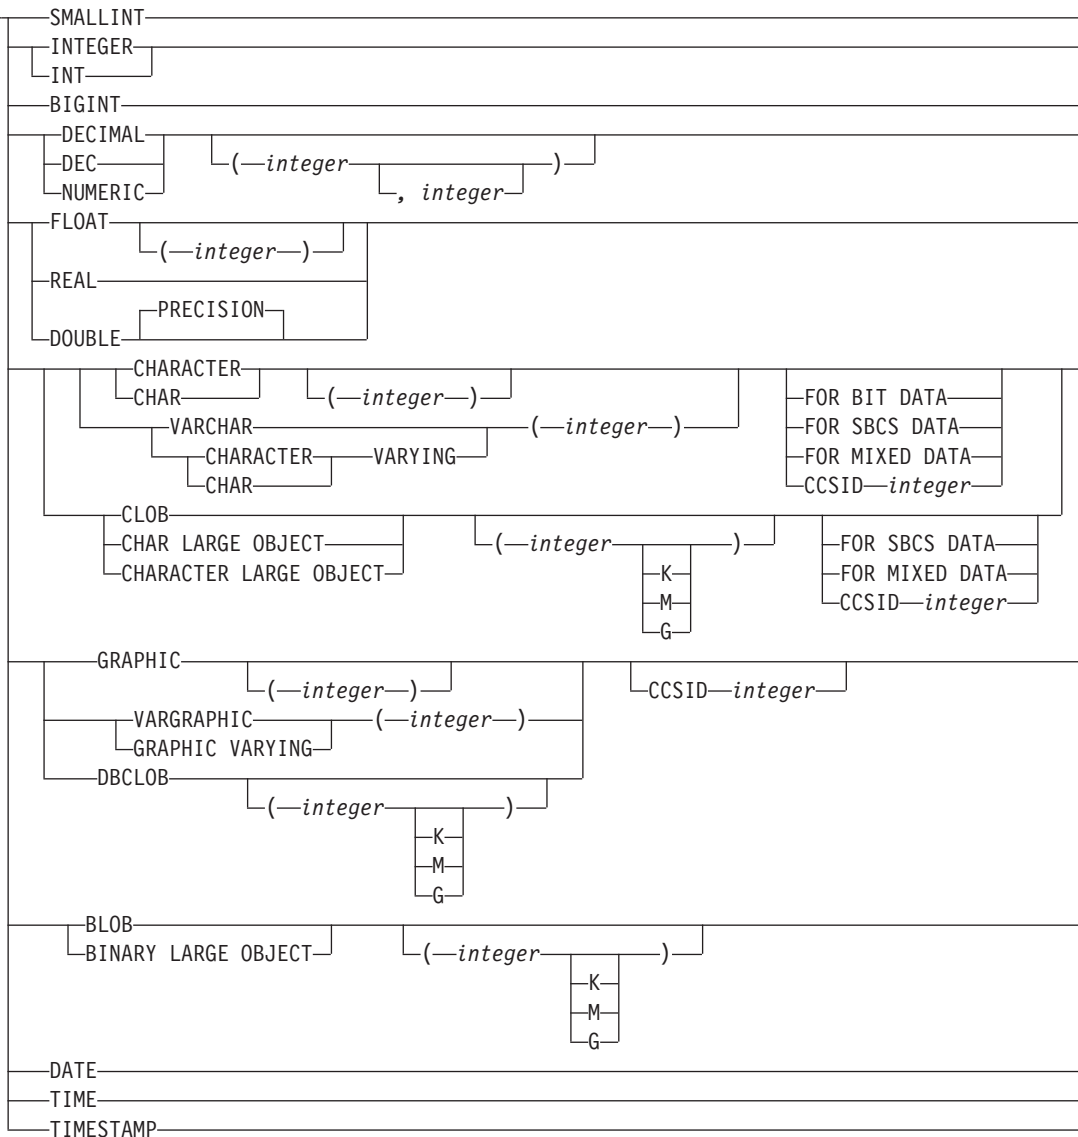 SMALLINT
INTEGER
INT
BIGINT
DECIMAL
DEC ( integer )
NUMERIC , integer
FLOAT
( integer )
REAL
PRECISION
DOUBLE
CHARACTER
CHAR ( integer ) FOR BIT DATA
VARCHAR ( integer ) FOR SBCS DATA
CHARACTER VARYING FOR MIXED DATA
CHAR CCSID integer
CLOB
CHAR LARGE OBJECT ( integer ) FOR SBCS DATA
CHARACTER LARGE OBJECT K FOR MIXED DATA
M CCSID integer
G
GRAPHIC
( integer ) CCSID integer
VARGRAPHIC ( integer )
GRAPHIC VARYING
DBCLOB
( integer )
K
M
G
BLOB
BINARY LARGE OBJECT ( integer )
K
M
G
DATE
TIME
TIMESTAMP